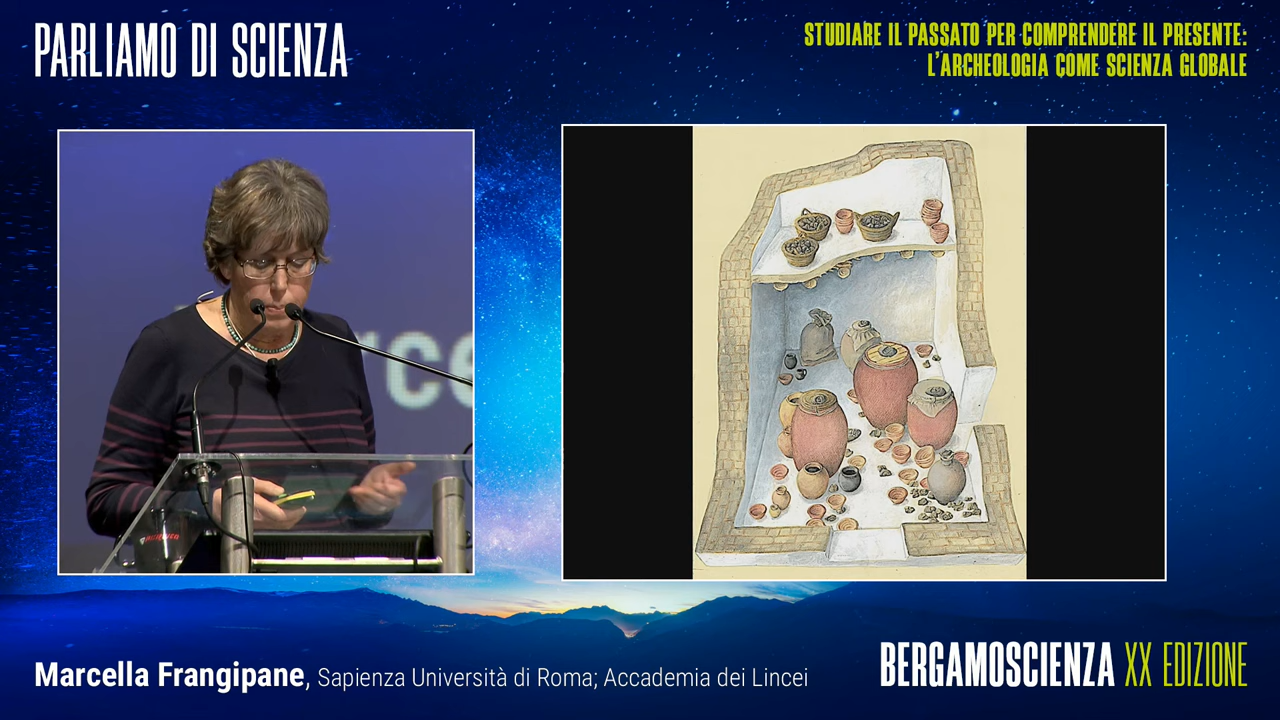 PARLIAMO DI SCIENZA
STUDIARE IL PASSATO PER COMPRENDERE IL PRESENTE:
L'ARCHEOLOGIA COME SCIENZA GLOBALE
Marcella Frangipane, Sapienza Università di Roma; Accademia dei Lincei
BERGAMOSCIENZA XX EDIZIONE